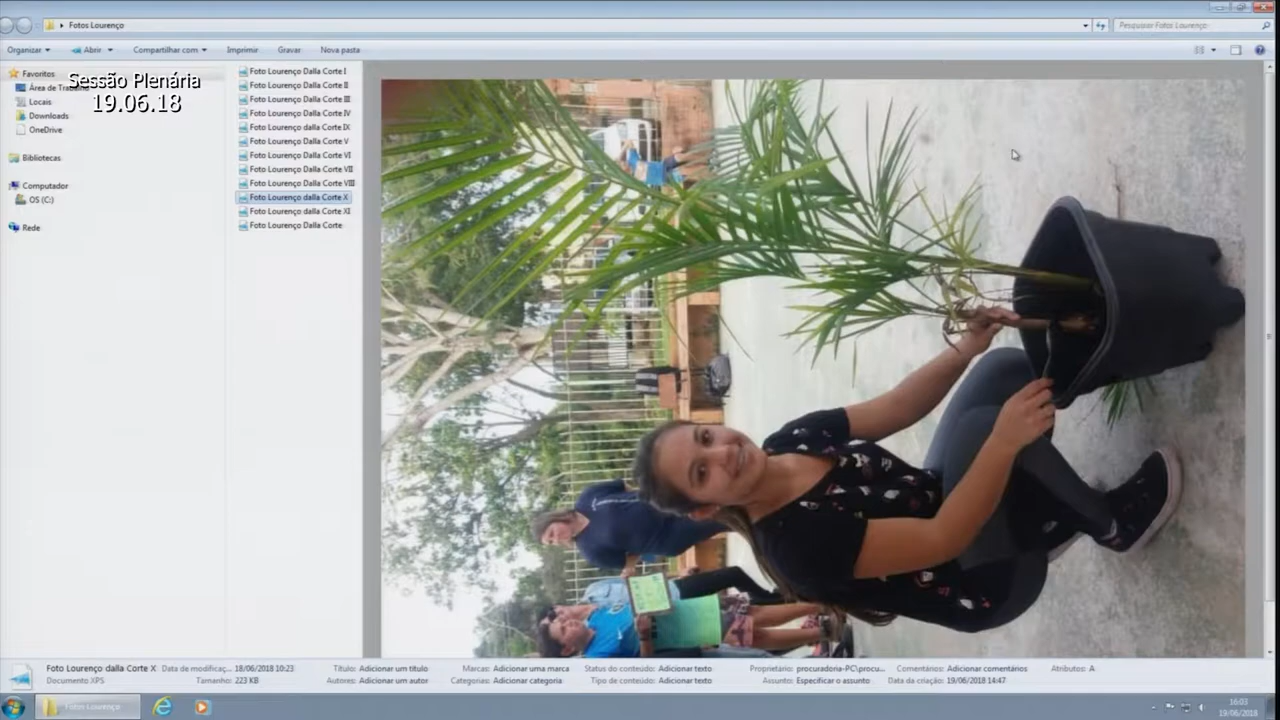 Fotos Lourenço
Pesquisar Fotos Lourenço
Organizar
Abrir
Compartilhar com
Imprimir
Gravar
Nova pasta
Sessão Plenária
19.06.18
Favoritos
Área de Trabalho
Locais
Downloads
OneDrive
Bibliotecas
Computador
OS (C:)
Rede
Foto Lourenço Dalla Corte I
Foto Lourenço Dalla Corte II
Foto Lourenço Dalla Corte III
Foto Lourenço Dalla Corte IV
Foto Lourenço dalla Corte IX
Foto Lourenço Dalla Corte V
Foto Lourenço Dalla Corte VI
Foto Lourenço Dalla Corte VII
Foto Lourenço Dalla Corte VIII
Foto Lourenço dalla Corte X
Foto Lourenço dalla Corte XI
Foto Lourenço Dalla Corte
Foto Lourenço dalla Corte X Data de modificaç... 18/06/2018 10:23 Título: Adicionar um título Marcas: Adicionar uma marca Status do conteúdo: Adicionar texto Proprietário: procuradoria-PC\procu... Comentários: Adicionar comentários Atributos: A
Documento XPS Tamanho: 223 KB Autores: Adicionar um autor Categorias: Adicionar categoria Tipo de conteúdo: Adicionar texto Assunto: Especificar o assunto Data da criação: 19/06/2018 14:47
Fotos Lourenço
16:03
19/06/2018